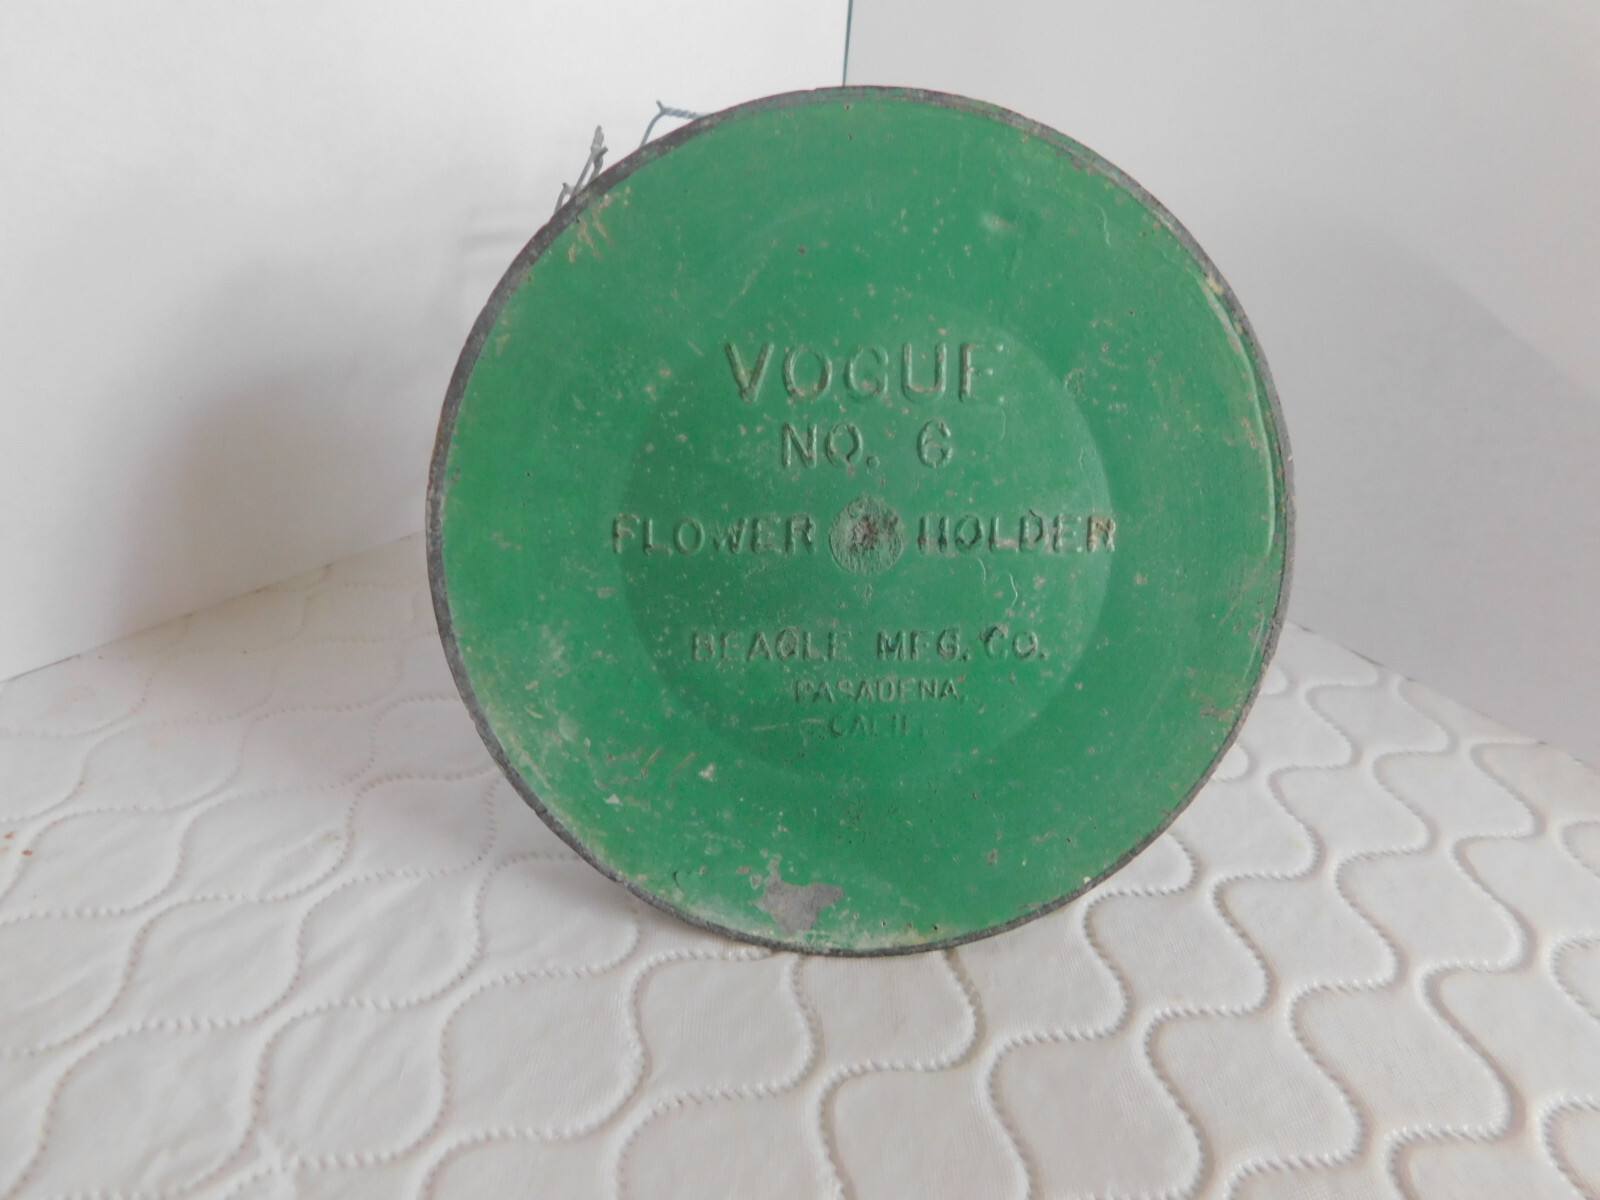 VOGUE
NO. 6
FLOWER HOLDER
BEAGLE MFG. CO.
PASADENA,
CALIF.